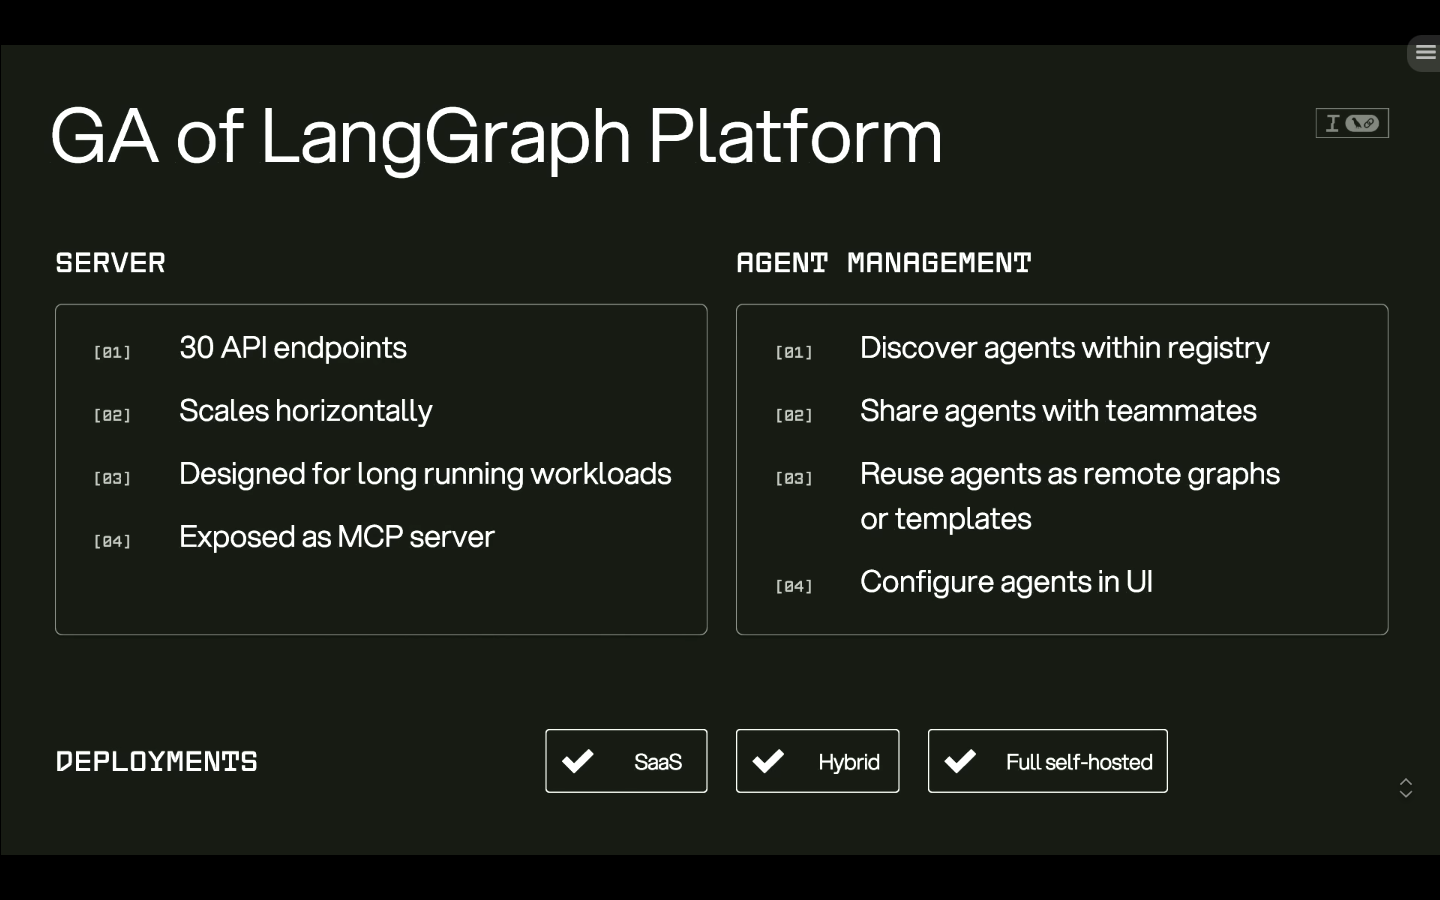 GA of LangGraph Platform
I
SERVER
[01] 30 API endpoints
[02] Scales horizontally
[03] Designed for long running workloads
[04] Exposed as MCP server
AGENT MANAGEMENT
[01] Discover agents within registry
[02] Share agents with teammates
[03] Reuse agents as remote graphs
or templates
[04] Configure agents in UI
DEPLOYMENTS
SaaS
Hybrid
Full self-hosted